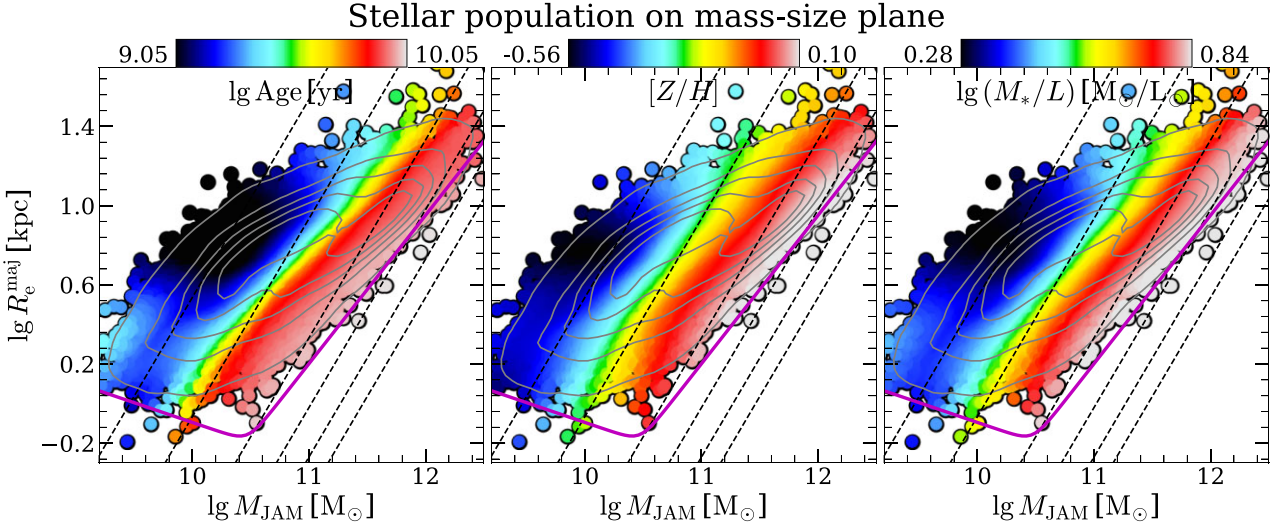 Stellar population on mass-size plane
9.05 10.05 -0.56 0.10 0.28 0.84
lg Age [yr] [Z/H] lg (M∗/L) [M⊙/L⊙]
1.4
1.0
0.6
0.2
−0.2
lg Rₑᵐᵃʲ [kpc]
10 11 12 10 11 12 10 11 12
lg M_JAM [M⊙] lg M_JAM [M⊙] lg M_JAM [M⊙]